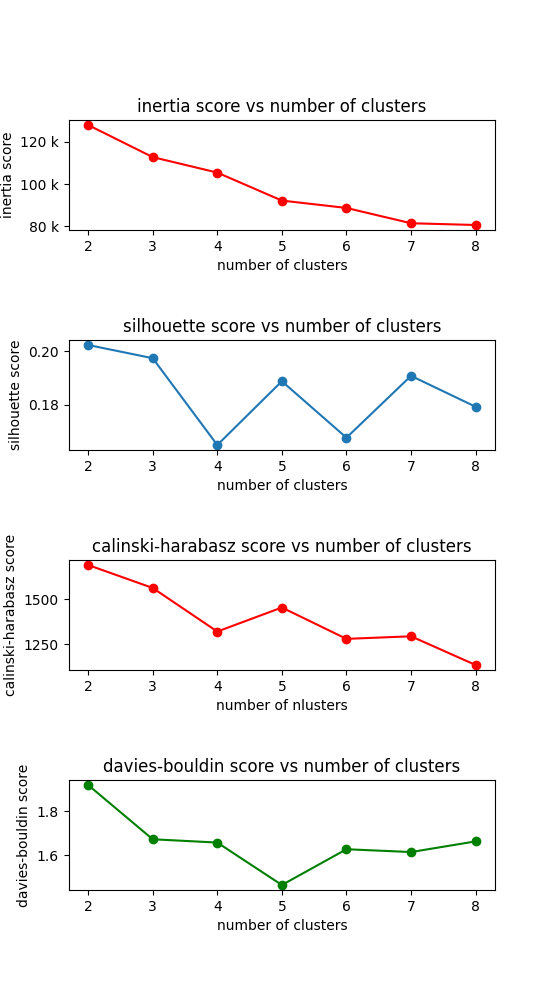 inertia score vs number of clusters
inertia score
120 k
100 k
80 k
2 3 4 5 6 7 8
number of clusters
silhouette score vs number of clusters
silhouette score
0.20
0.18
2 3 4 5 6 7 8
number of clusters
calinski-harabasz score vs number of clusters
calinski-harabasz score
1500
1250
2 3 4 5 6 7 8
number of nlusters
davies-bouldin score vs number of clusters
davies-bouldin score
1.8
1.6
2 3 4 5 6 7 8
number of clusters